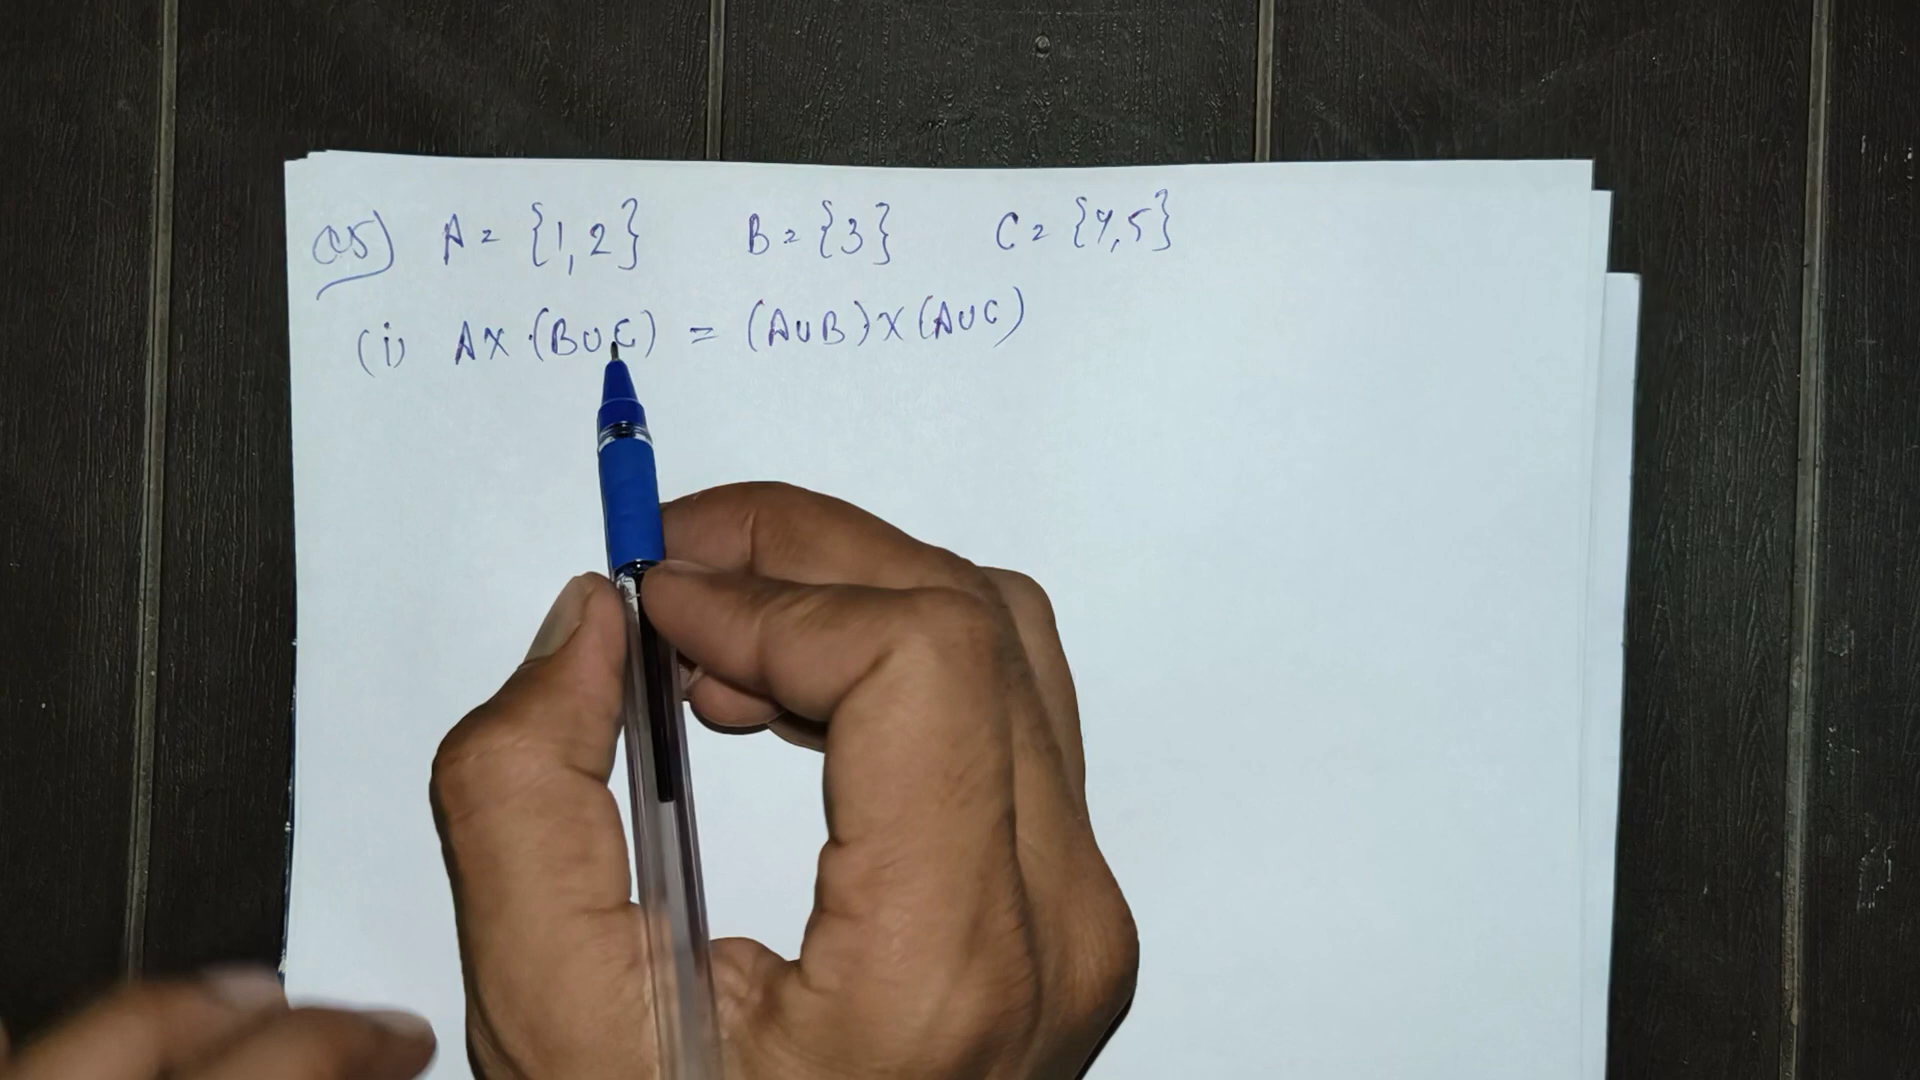 Q5) A = {1,2} B = {3} C = {4,5}
(i) A × (B∪C) = (A∪B) × (A∪C)